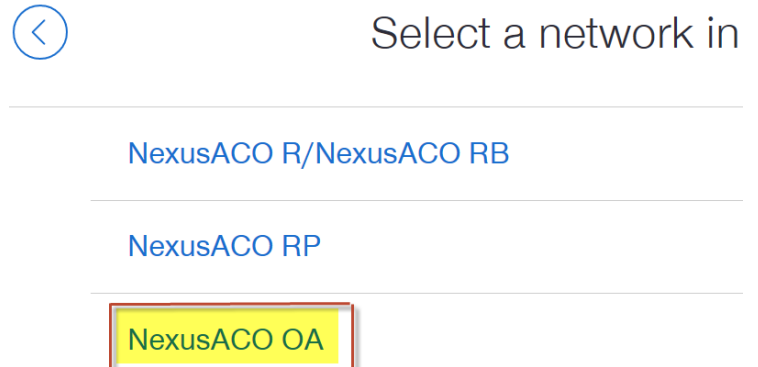 Select a network in
NexusACO R/NexusACO RB
NexusACO RP
NexusACO OA